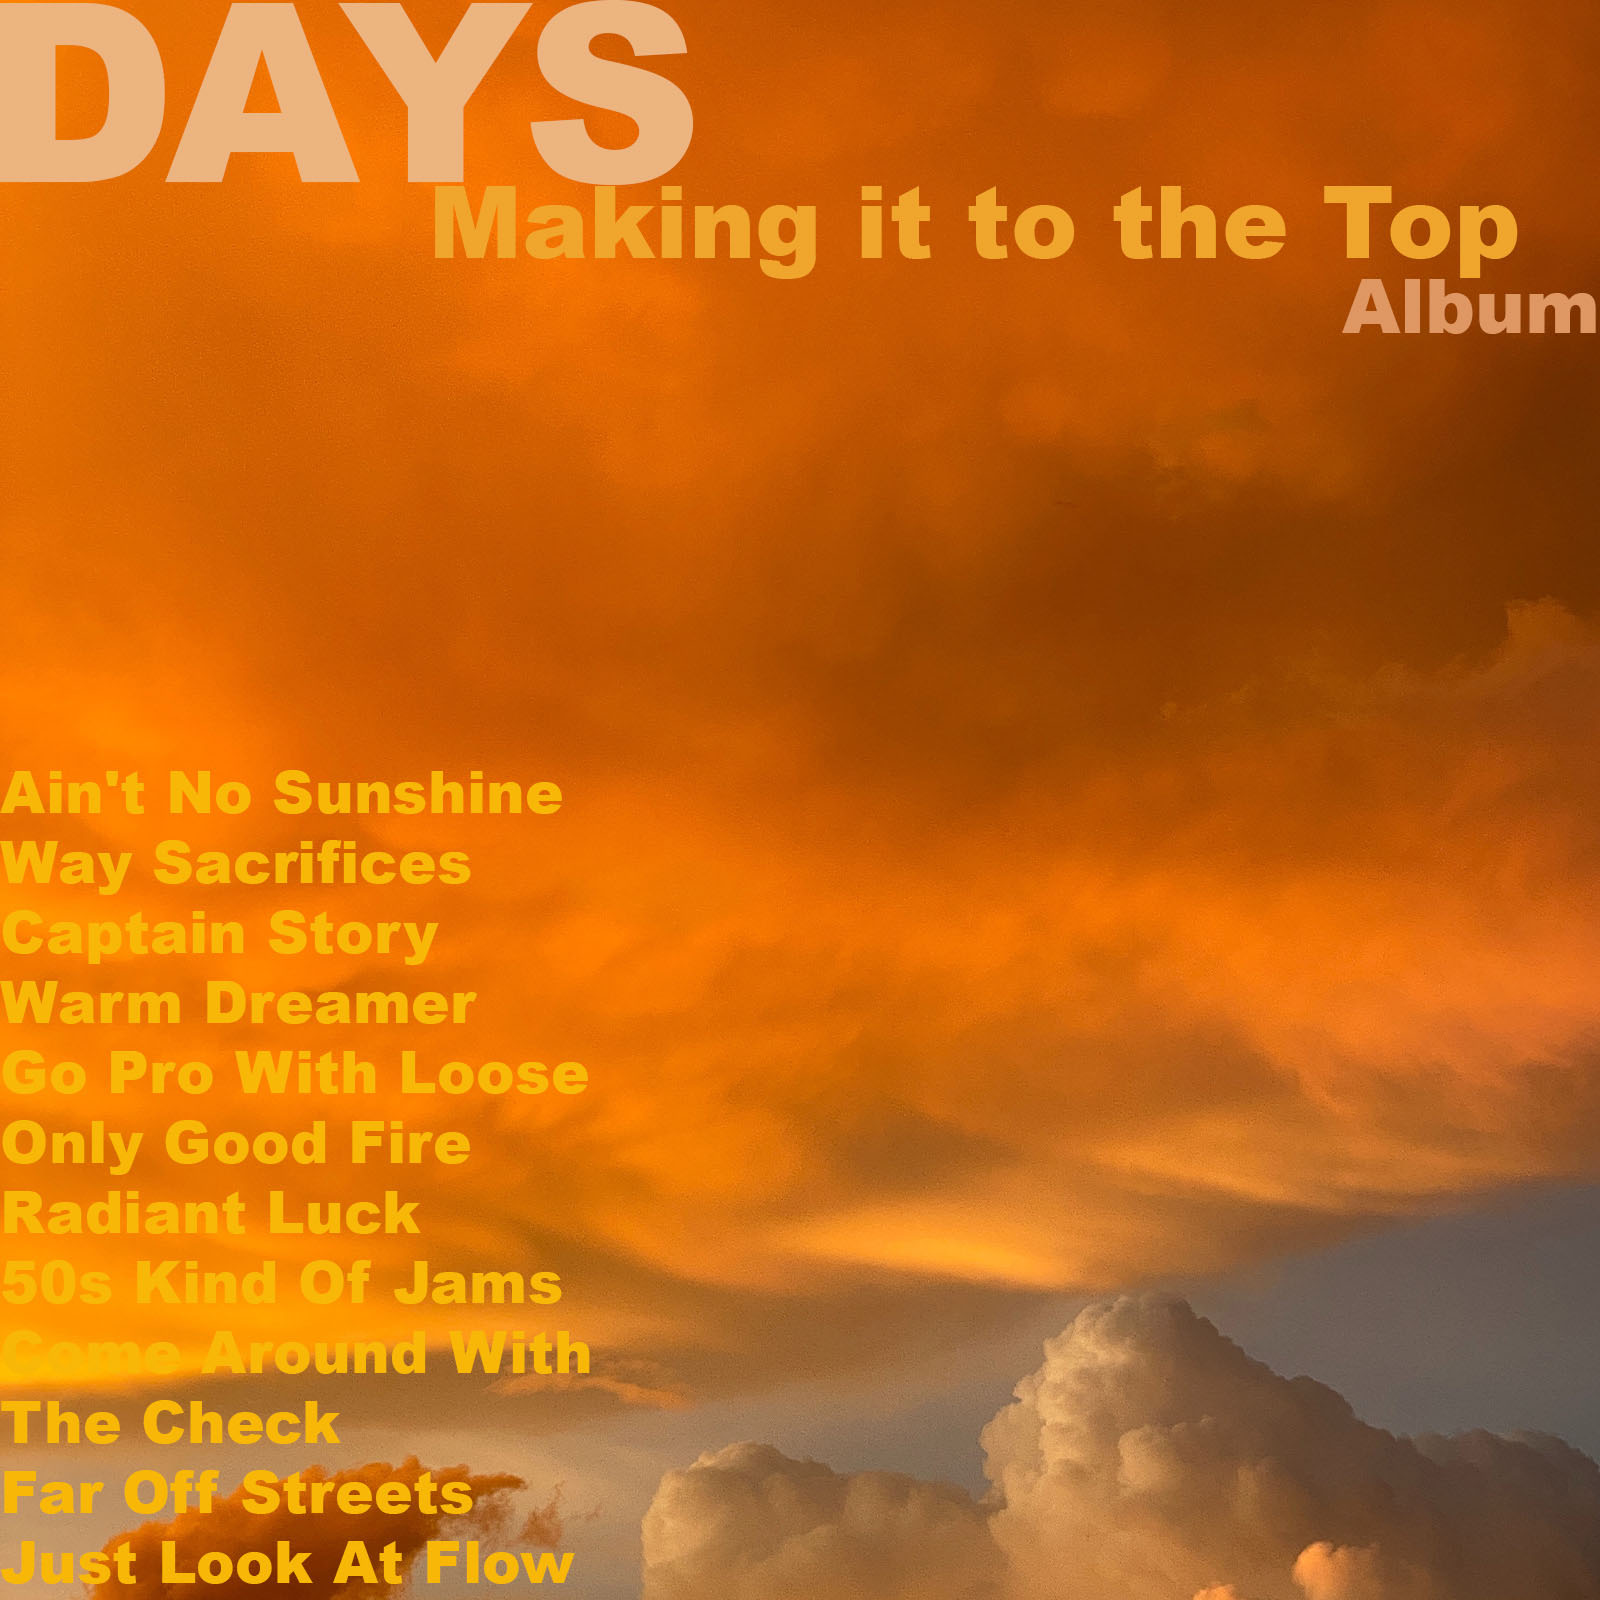 DAYS
Making it to the Top
Album
Ain't No Sunshine
Way Sacrifices
Captain Story
Warm Dreamer
Go Pro With Loose
Only Good Fire
Radiant Luck
50s Kind Of Jams
Come Around With
The Check
Far Off Streets
Just Look At Flow